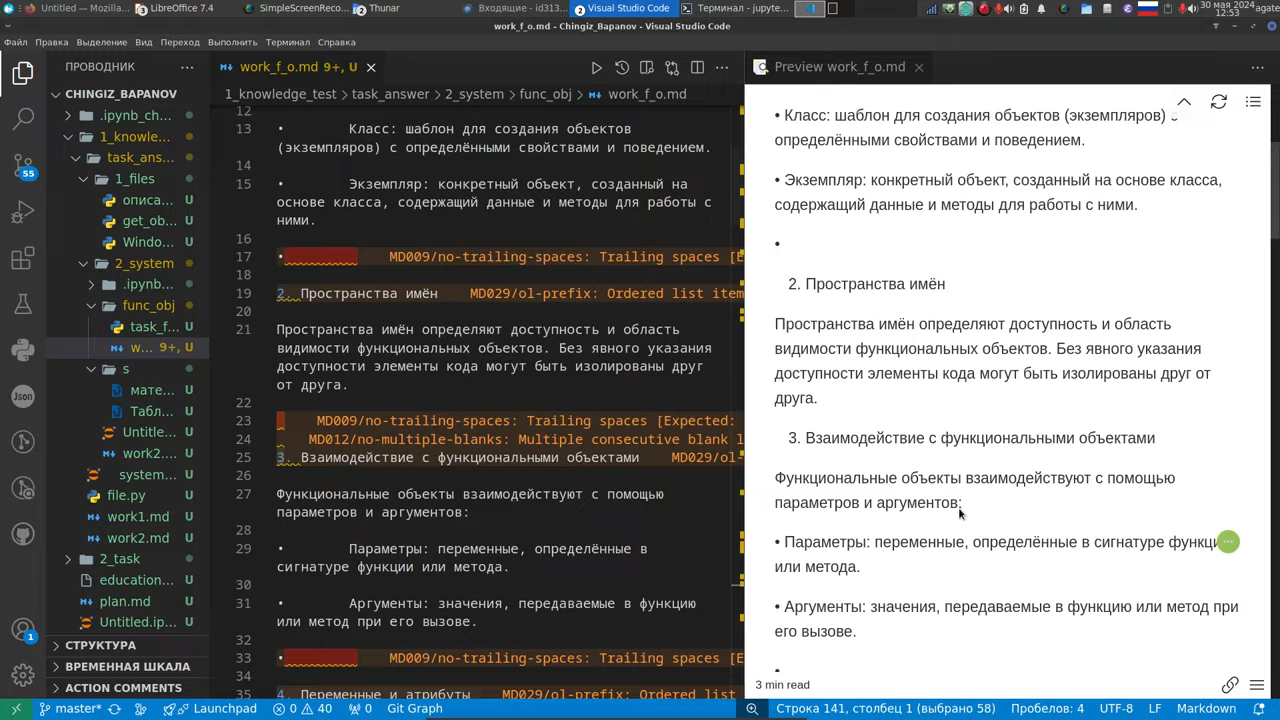 Untitled — M...
LibreOffice 7.4
SimpleScreenReco...
Thunar
Входящие - id313...
Visual Studio Code
Терминал - jupyte...
30 мая 2024
agate
12:53
work_f_o.md - Chingiz_Bapanov - Visual Studio Code
Файл Правка Выделение Вид Переход Выполнить Терминал Справка
ПРОВОДНИК
CHINGIZ_BAPANOV
.ipynb_ch...
1_knowle...
task_ans...
1_files
описа... U
get_ob... U
Windo... U
2_system
.ipynb...
func_obj
task_f... U
w... 9+, U
s
мате... U
Табл... U
Untitle... U
work2.... U
system... U
file.py U
work1.md U
work2.md U
2_task
education... U
plan.md U
Untitled.ip... U
СТРУКТУРА
ВРЕМЕННАЯ ШКАЛА
ACTION COMMENTS
55
Json
1
work_f_o.md 9+, U
1_knowledge_test > task_answer > 2_system > func_obj > work_f_o.md
12
13 • Класс: шаблон для создания объектов
(экземпляров) с определёнными свойствами и поведением.
14
15 • Экземпляр: конкретный объект, созданный на
основе класса, содержащий данные и методы для работы с
ними.
16
17 • MD009/no-trailing-spaces: Trailing spaces [E
18
19 2. Пространства имён MD029/ol-prefix: Ordered list item
20
21 Пространства имён определяют доступность и область
видимости функциональных объектов. Без явного указания
доступности элементы кода могут быть изолированы друг
от друга.
22
23 MD009/no-trailing-spaces: Trailing spaces [Expected:
24 MD012/no-multiple-blanks: Multiple consecutive blank l
25 3. Взаимодействие с функциональными объектами MD029/ol-
26
27 Функциональные объекты взаимодействуют с помощью
параметров и аргументов:
28
29 • Параметры: переменные, определённые в
сигнатуре функции или метода.
30
31 • Аргументы: значения, передаваемые в функцию
или метод при его вызове.
32
33 • MD009/no-trailing-spaces: Trailing spaces [E
34
35 4. Переменные и атрибуты MD029/ol-prefix: Ordered list
Preview work_f_o.md
• Класс: шаблон для создания объектов (экземпляров) с
определёнными свойствами и поведением.
• Экземпляр: конкретный объект, созданный на основе класса,
содержащий данные и методы для работы с ними.
•
2. Пространства имён
Пространства имён определяют доступность и область
видимости функциональных объектов. Без явного указания
доступности элементы кода могут быть изолированы друг от
друга.
3. Взаимодействие с функциональными объектами
Функциональные объекты взаимодействуют с помощью
параметров и аргументов:
• Параметры: переменные, определённые в сигнатуре функци
или метода.
• Аргументы: значения, передаваемые в функцию или метод при
его вызове.
•
3 min read
master* Launchpad 0 40 0 Git Graph Строка 141, столбец 1 (выбрано 58) Пробелов: 4 UTF-8 LF Markdown